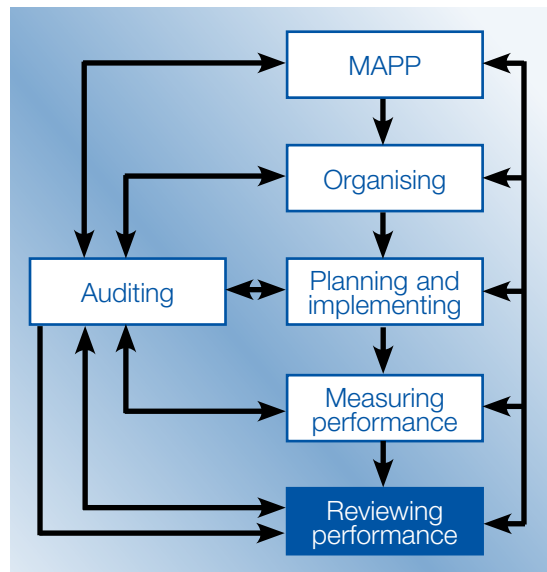 MAPP
Organising
Auditing
Planning and
implementing
Measuring
performance
Reviewing
performance